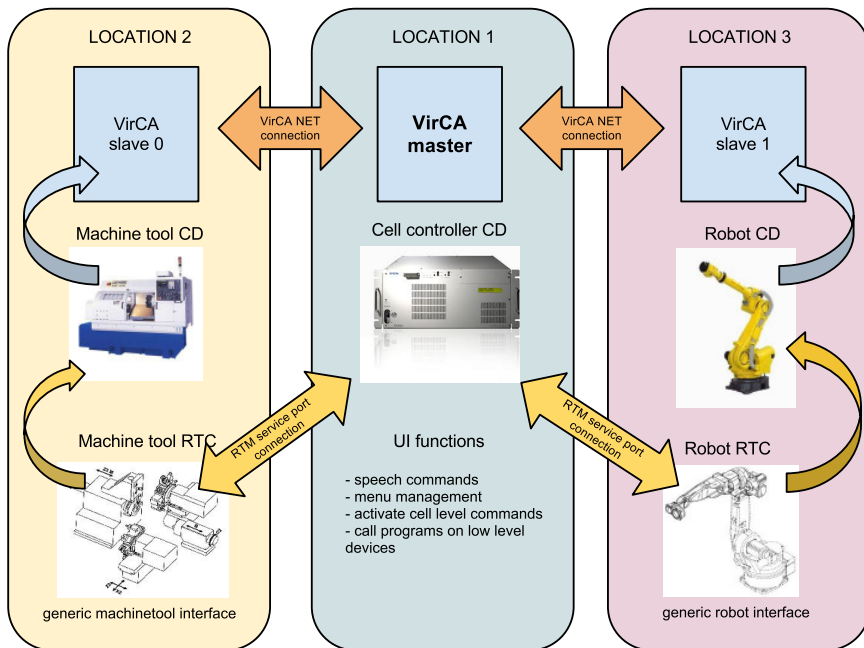 LOCATION 2
LOCATION 1
LOCATION 3
VirCA
slave 0
VirCA NET
connection
VirCA
master
VirCA NET
connection
VirCA
slave 1
Machine tool CD
Cell controller CD
Robot CD
RTM service port
connection
RTM service port
connection
Machine tool RTC
UI functions
Robot RTC
- speech commands
- menu management
- activate cell level commands
- call programs on low level
devices
generic machinetool interface
generic robot interface